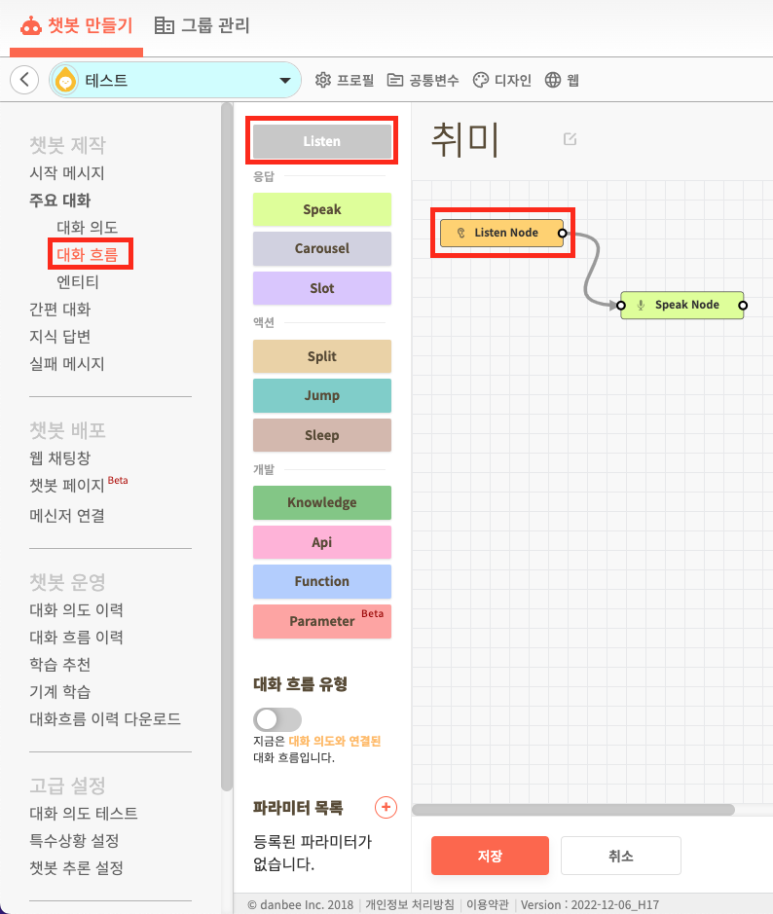 챗봇 만들기 그룹 관리
테스트 프로필 공통변수 디자인 웹
챗봇 제작
시작 메시지
주요 대화
대화 의도
대화 흐름
엔티티
간편 대화
지식 답변
실패 메시지
챗봇 배포
웹 채팅창
챗봇 페이지 Beta
메신저 연결
챗봇 운영
대화 의도 이력
대화 흐름 이력
학습 추천
기계 학습
대화흐름 이력 다운로드
고급 설정
대화 의도 테스트
특수상황 설정
챗봇 추론 설정
Listen
응답
Speak
Carousel
Slot
액션
Split
Jump
Sleep
개발
Knowledge
Api
Function
Parameter Beta
대화 흐름 유형
지금은 대화 의도와 연결된
대화 흐름입니다.
파라미터 목록
등록된 파라미터가
없습니다.
취미
Listen Node
Speak Node
저장 취소
© danbee Inc. 2018 | 개인정보 처리방침 | 이용약관 | Version : 2022-12-06_H17